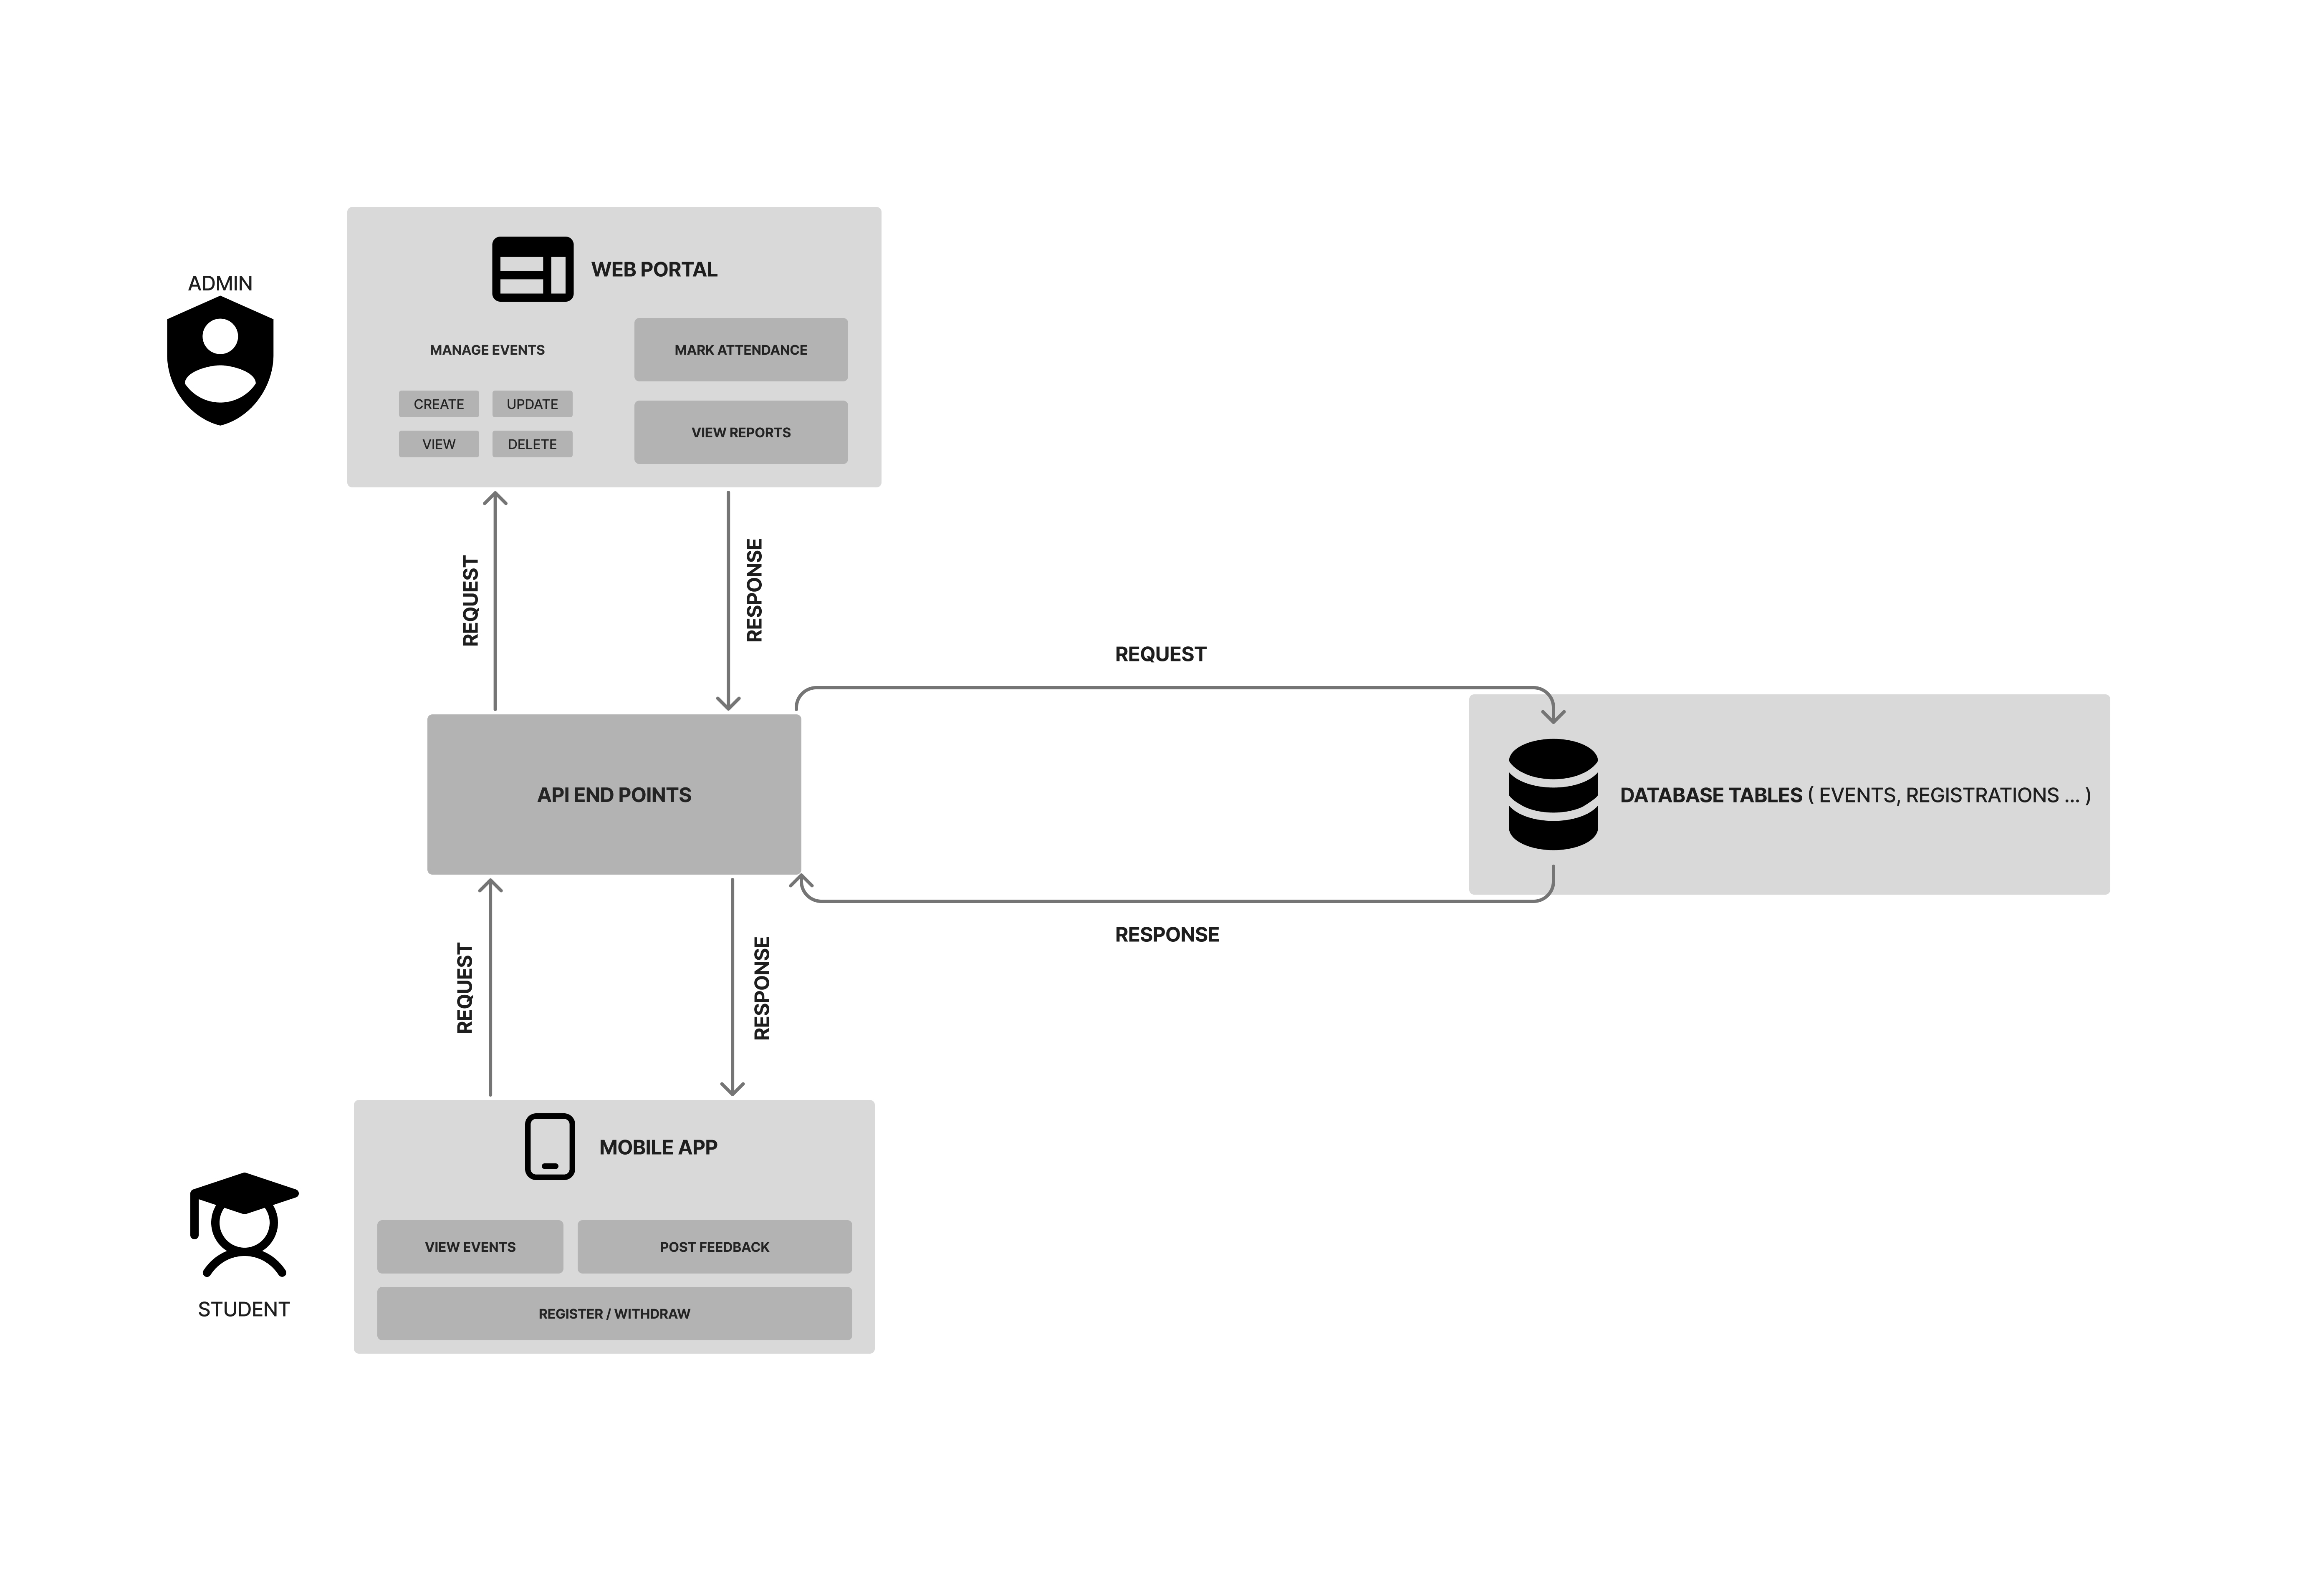 WEB PORTAL
ADMIN
MANAGE EVENTS
MARK ATTENDANCE
CREATE
UPDATE
VIEW REPORTS
VIEW
DELETE
REQUEST
RESPONSE
REQUEST
API END POINTS
DATABASE TABLES ( EVENTS, REGISTRATIONS ... )
RESPONSE
REQUEST
RESPONSE
MOBILE APP
VIEW EVENTS
POST FEEDBACK
STUDENT
REGISTER / WITHDRAW